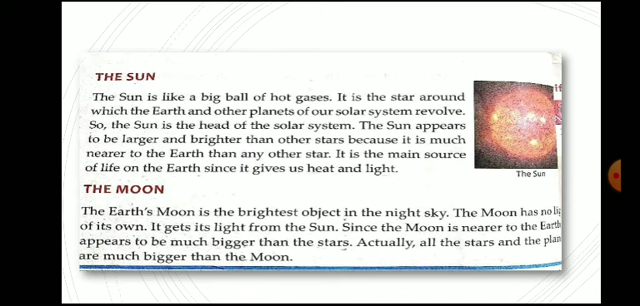 THE SUN
The Sun is like a big ball of hot gases. It is the star around
which the Earth and other planets of our solar system revolve.
So, the Sun is the head of the solar system. The Sun appears
to be larger and brighter than other stars because it is much
nearer to the Earth than any other star. It is the main source
of life on the Earth since it gives us heat and light.
The Sun
THE MOON
The Earth's Moon is the brightest object in the night sky. The Moon has no
of its own. It gets its light from the Sun. Since the Moon is nearer to the Earth
appears to be much bigger than the stars. Actually, all the stars and the plan
are much bigger than the Moon.